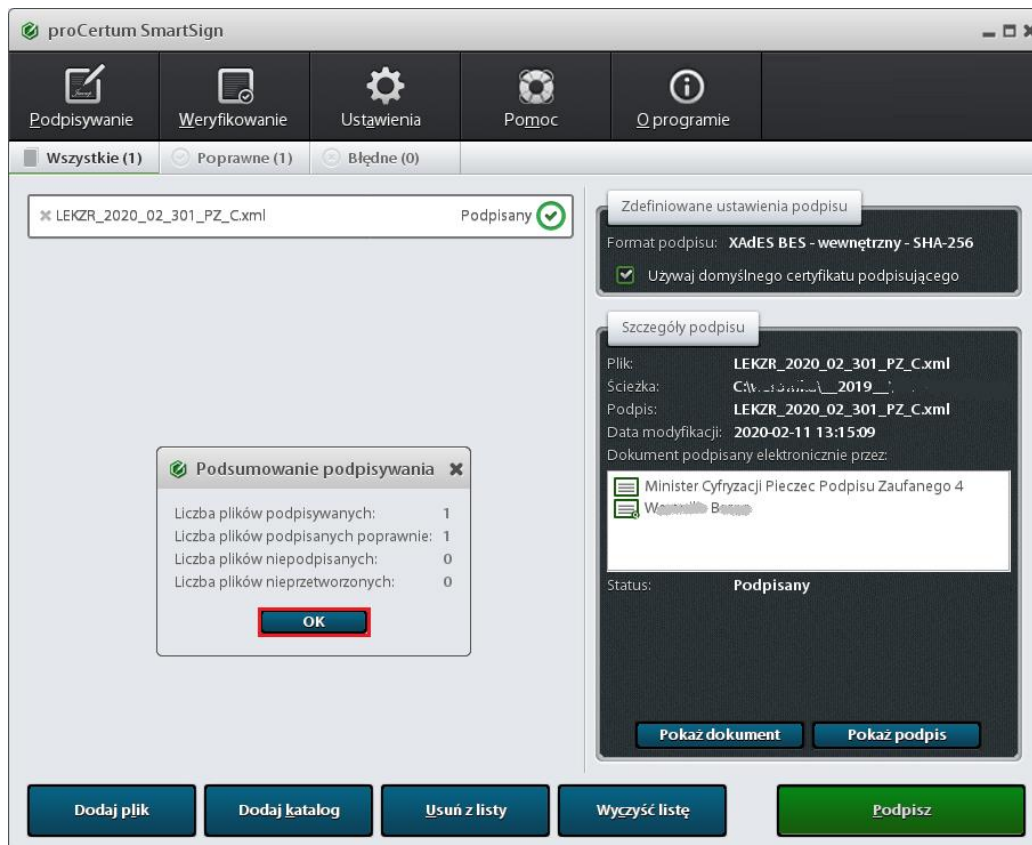 proCertum SmartSign
Podpisywanie
Weryfikowanie
Ustawienia
Pomoc
O programie
Wszystkie (1)
Poprawne (1)
Błędne (0)
LEKZR_2020_02_301_PZ_C.xml
Podpisany
Zdefiniowane ustawienia podpisu
Format podpisu: XAdES BES - wewnętrzny - SHA-256
Używaj domyślnego certyfikatu podpisującego
Szczegóły podpisu
Plik: LEKZR_2020_02_301_PZ_C.xml
Ścieżka: C:\ \__2019__\
Podpis: LEKZR_2020_02_301_PZ_C.xml
Data modyfikacji: 2020-02-11 13:15:09
Dokument podpisany elektronicznie przez:
Minister Cyfryzacji Pieczec Podpisu Zaufanego 4
Status: Podpisany
Pokaż dokument
Pokaż podpis
Podsumowanie podpisywania
Liczba plików podpisywanych: 1
Liczba plików podpisanych poprawnie: 1
Liczba plików niepodpisanych: 0
Liczba plików nieprzetworzonych: 0
OK
Dodaj plik
Dodaj katalog
Usuń z listy
Wyczyść listę
Podpisz